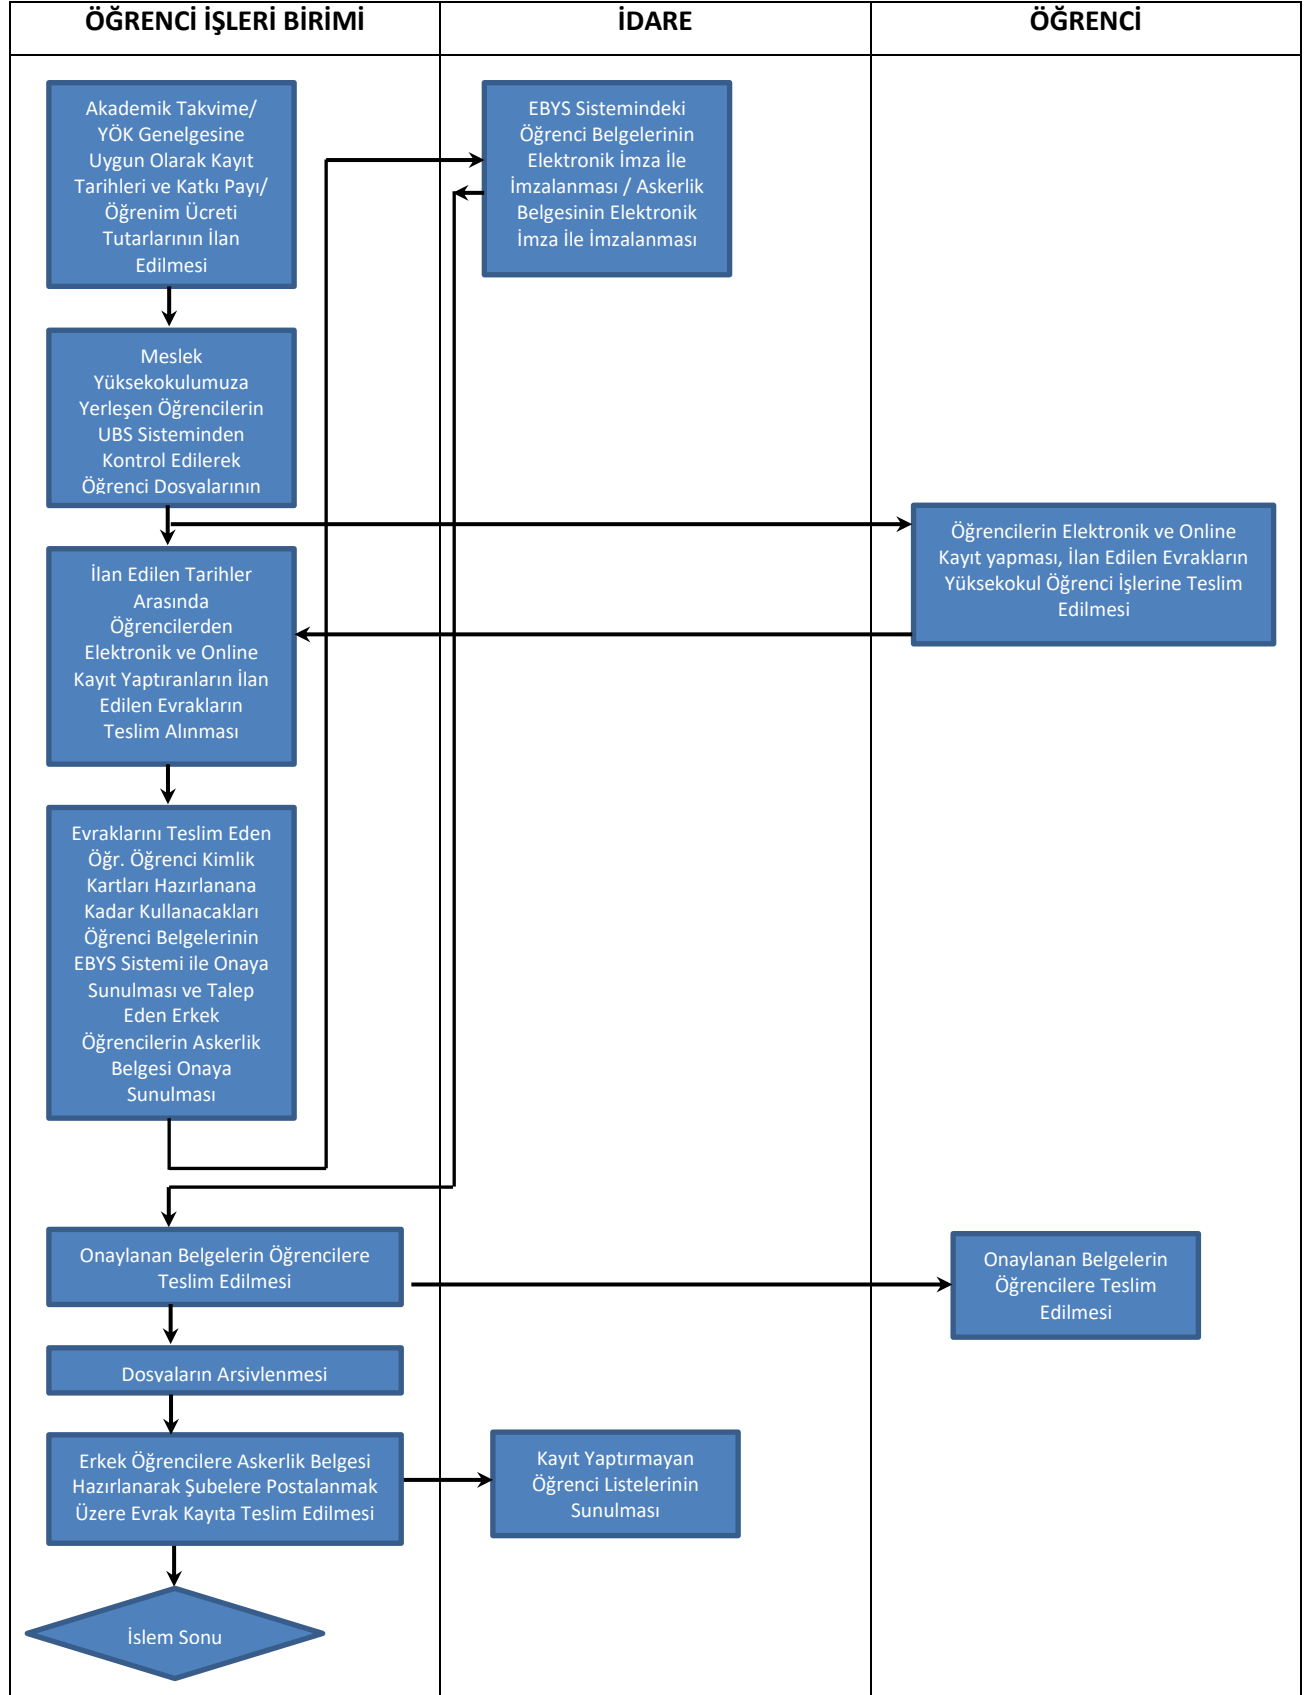 ÖĞRENCİ İŞLERİ BİRİMİ
İDARE
ÖĞRENCİ
Akademik Takvime/
YÖK Genelgesine
Uygun Olarak Kayıt
Tarihleri ve Katkı Payı/
Öğrenim Ücreti
Tutarlarının İlan
Edilmesi
EBYS Sistemindeki
Öğrenci Belgelerinin
Elektronik İmza İle
İmzalanması / Askerlik
Belgesinin Elektronik
İmza İle İmzalanması
Meslek
Yüksekokulumuza
Yerleşen Öğrencilerin
UBS Sisteminden
Kontrol Edilerek
Öğrenci Dosyalarının
Öğrencilerin Elektronik ve Online
Kayıt yapması, İlan Edilen Evrakların
Yüksekokul Öğrenci İşlerine Teslim
Edilmesi
İlan Edilen Tarihler
Arasında
Öğrencilerden
Elektronik ve Online
Kayıt Yaptıranların İlan
Edilen Evrakların
Teslim Alınması
Evraklarını Teslim Eden
Öğr. Öğrenci Kimlik
Kartları Hazırlanana
Kadar Kullanacakları
Öğrenci Belgelerinin
EBYS Sistemi ile Onaya
Sunulması ve Talep
Eden Erkek
Öğrencilerin Askerlik
Belgesi Onaya
Sunulması
Onaylanan Belgelerin Öğrencilere
Teslim Edilmesi
Onaylanan Belgelerin
Öğrencilere Teslim
Edilmesi
Dosyaların Arşivlenmesi
Erkek Öğrencilere Askerlik Belgesi
Hazırlanarak Şubelere Postalanmak
Üzere Evrak Kayıta Teslim Edilmesi
Kayıt Yaptırmayan
Öğrenci Listelerinin
Sunulması
İşlem Sonu